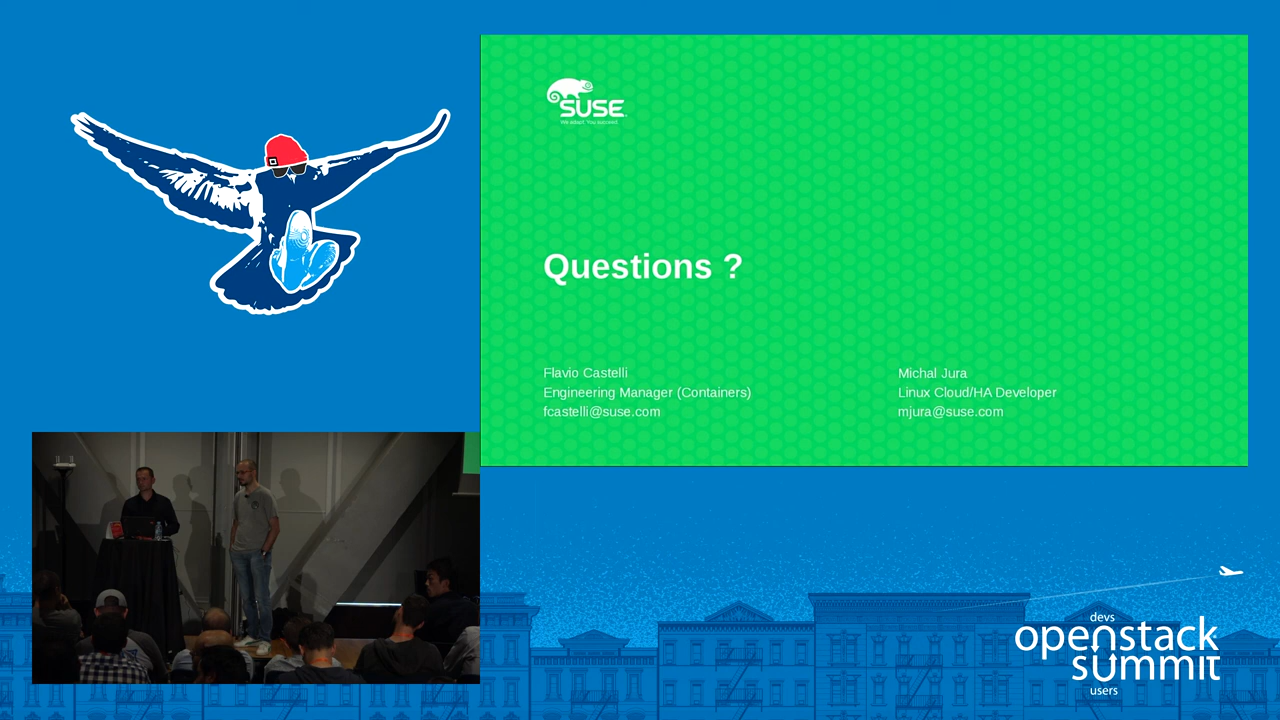 SUSE
We adapt. You succeed.
Questions ?
Flavio Castelli
Engineering Manager (Containers)
fcastelli@suse.com
Michal Jura
Linux Cloud/HA Developer
mjura@suse.com
devs
openstack
summit
users